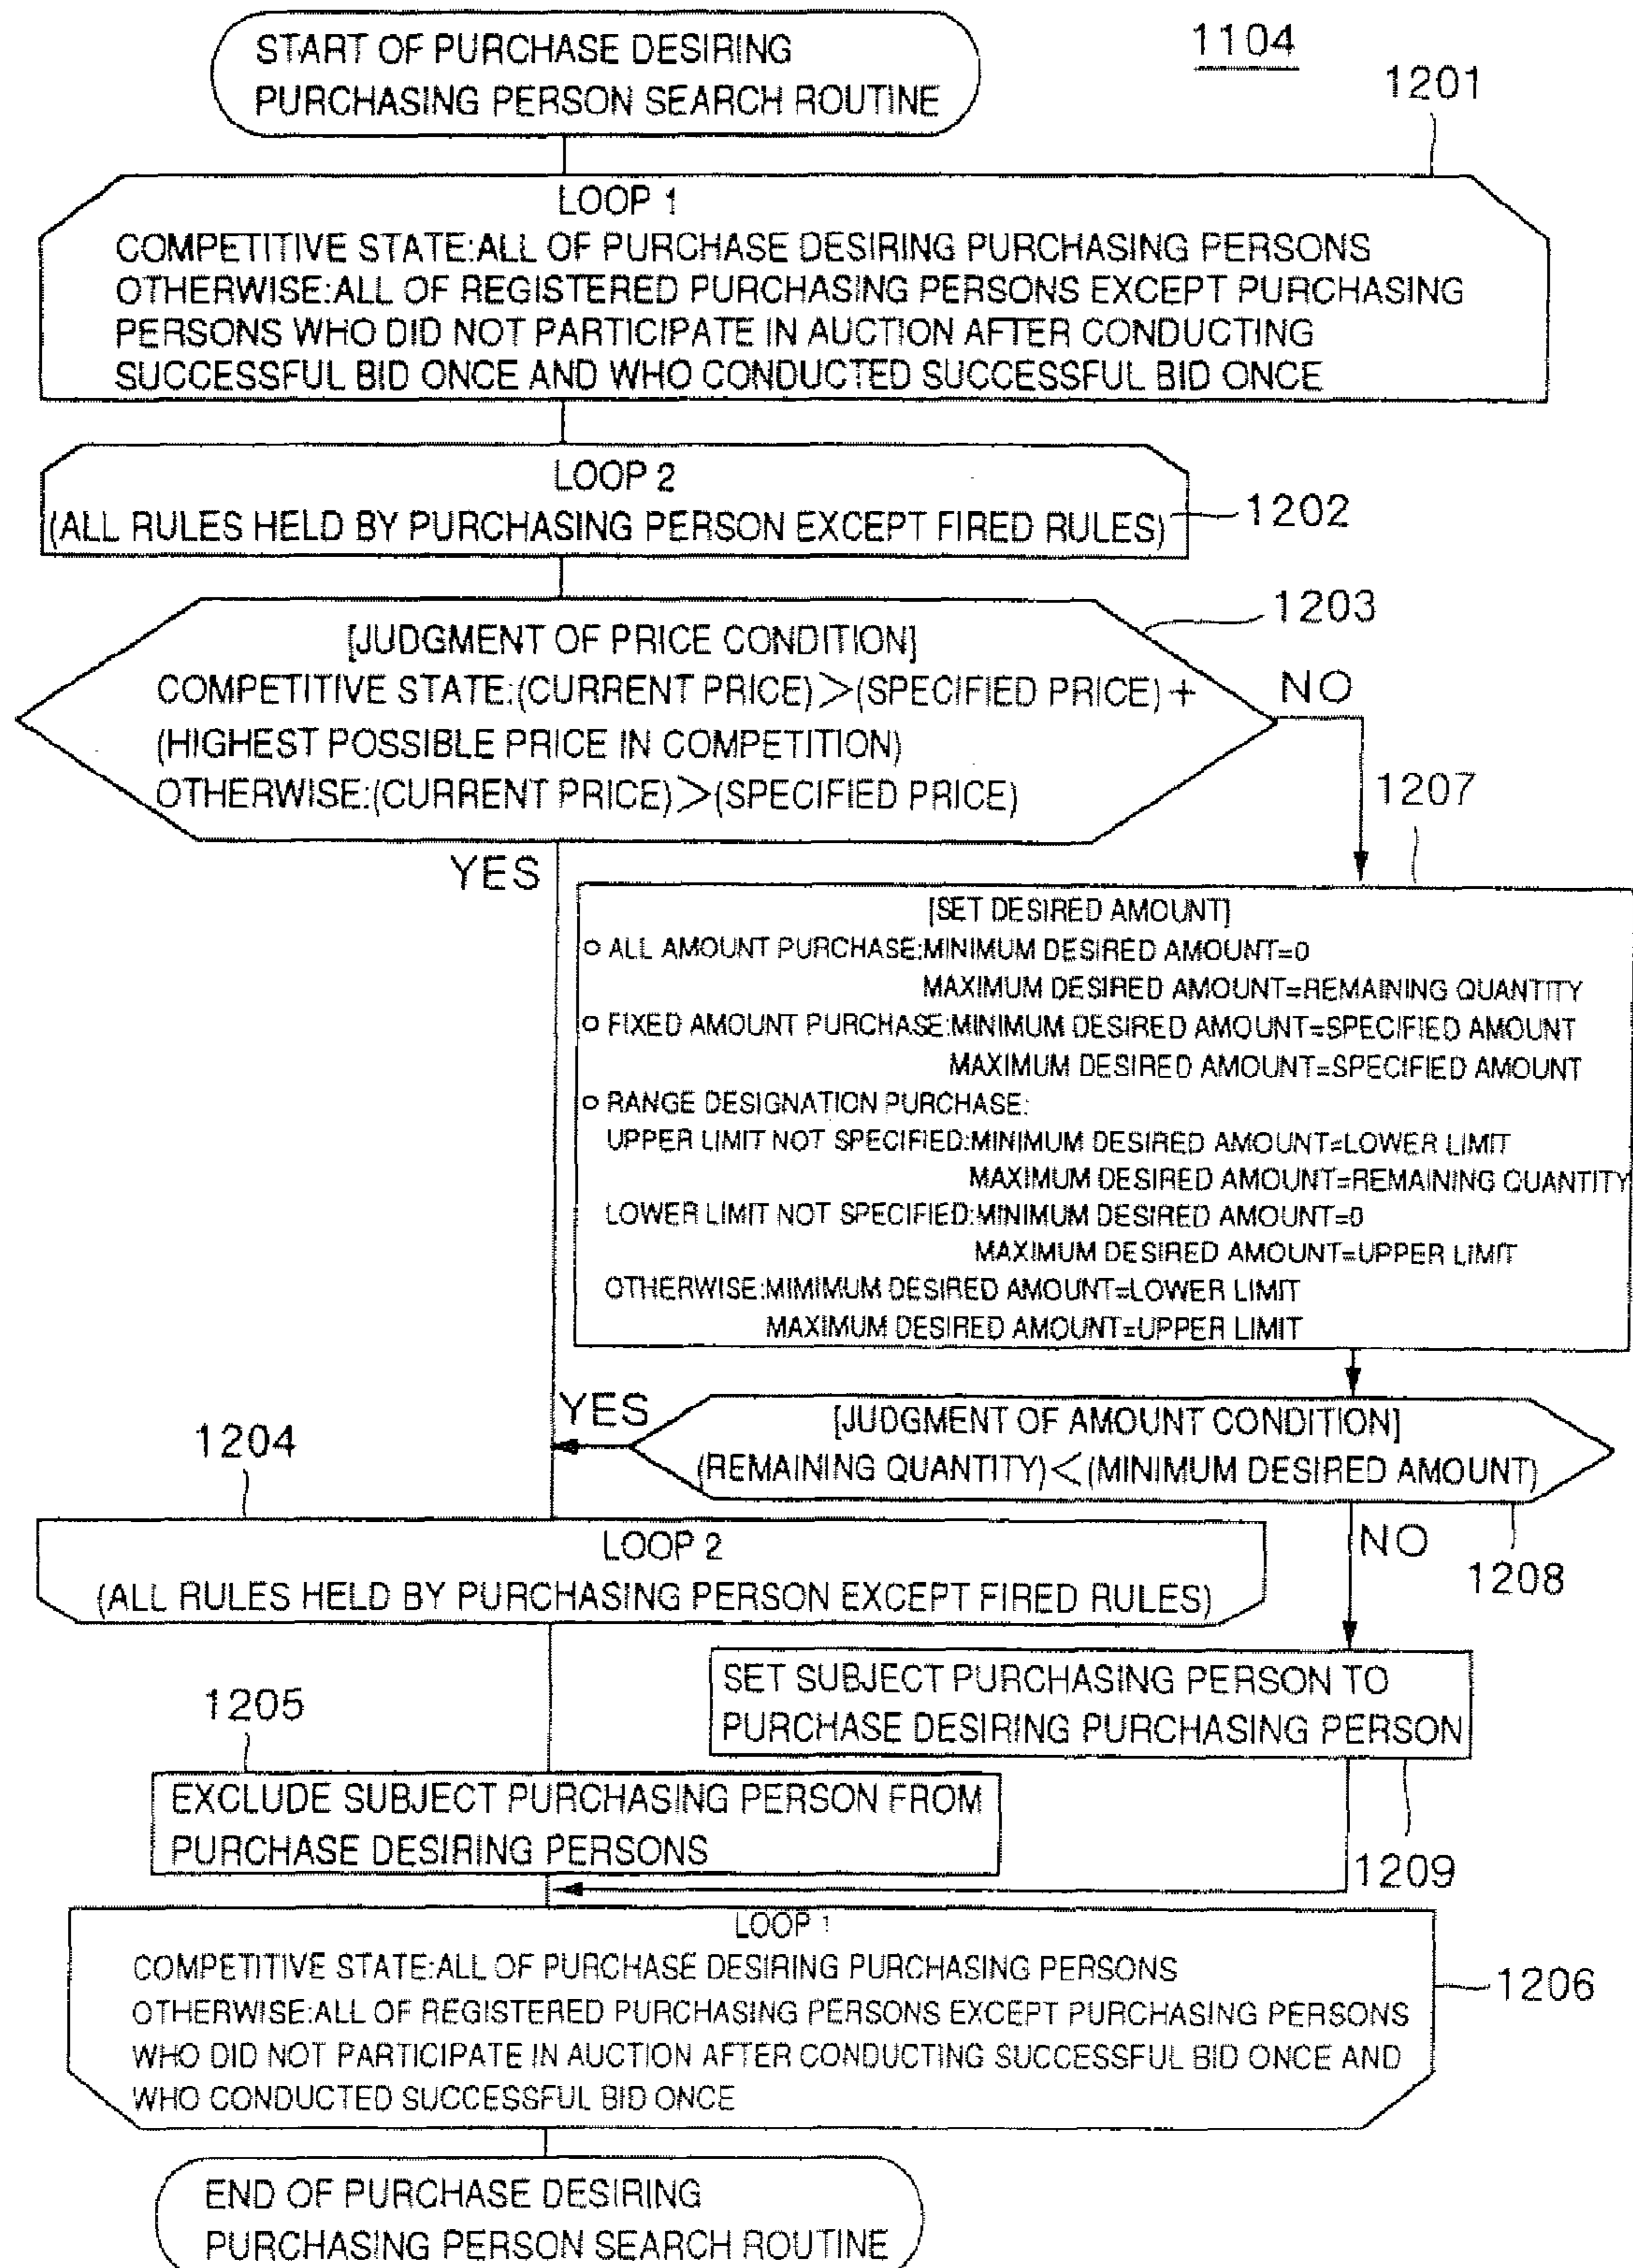 START OF PURCHASE DESIRING
PURCHASING PERSON SEARCH ROUTINE
1104
1201
LOOP 1
COMPETITIVE STATE:ALL OF PURCHASE DESIRING PURCHASING PERSONS
OTHERWISE:ALL OF REGISTERED PURCHASING PERSONS EXCEPT PURCHASING
PERSONS WHO DID NOT PARTICIPATE IN AUCTION AFTER CONDUCTING
SUCCESSFUL BID ONCE AND WHO CONDUCTED SUCCESSFUL BID ONCE
LOOP 2
(ALL RULES HELD BY PURCHASING PERSON EXCEPT FIRED RULES)
1202
1203
[JUDGMENT OF PRICE CONDITION]
COMPETITIVE STATE:(CURRENT PRICE)>(SPECIFIED PRICE)+
(HIGHEST POSSIBLE PRICE IN COMPETITION)
OTHERWISE:(CURRENT PRICE)>(SPECIFIED PRICE)
NO
YES
1207
[SET DESIRED AMOUNT]
○ ALL AMOUNT PURCHASE:MINIMUM DESIRED AMOUNT=0
MAXIMUM DESIRED AMOUNT=REMAINING QUANTITY
○ FIXED AMOUNT PURCHASE:MINIMUM DESIRED AMOUNT=SPECIFIED AMOUNT
MAXIMUM DESIRED AMOUNT=SPECIFIED AMOUNT
○ RANGE DESIGNATION PURCHASE:
UPPER LIMIT NOT SPECIFIED:MINIMUM DESIRED AMOUNT=LOWER LIMIT
MAXIMUM DESIRED AMOUNT=REMAINING QUANTITY
LOWER LIMIT NOT SPECIFIED:MINIMUM DESIRED AMOUNT=0
MAXIMUM DESIRED AMOUNT=UPPER LIMIT
OTHERWISE:MIMIMUM DESIRED AMOUNT=LOWER LIMIT
MAXIMUM DESIRED AMOUNT=UPPER LIMIT
YES
[JUDGMENT OF AMOUNT CONDITION]
(REMAINING QUANTITY)<(MINIMUM DESIRED AMOUNT)
NO
1208
1204
LOOP 2
(ALL RULES HELD BY PURCHASING PERSON EXCEPT FIRED RULES)
SET SUBJECT PURCHASING PERSON TO
PURCHASE DESIRING PURCHASING PERSON
1209
1205
EXCLUDE SUBJECT PURCHASING PERSON FROM
PURCHASE DESIRING PERSONS
LOOP 1
COMPETITIVE STATE:ALL OF PURCHASE DESIRING PURCHASING PERSONS
OTHERWISE:ALL OF REGISTERED PURCHASING PERSONS EXCEPT PURCHASING PERSONS
WHO DID NOT PARTICIPATE IN AUCTION AFTER CONDUCTING SUCCESSFUL BID ONCE AND
WHO CONDUCTED SUCCESSFUL BID ONCE
1206
END OF PURCHASE DESIRING
PURCHASING PERSON SEARCH ROUTINE